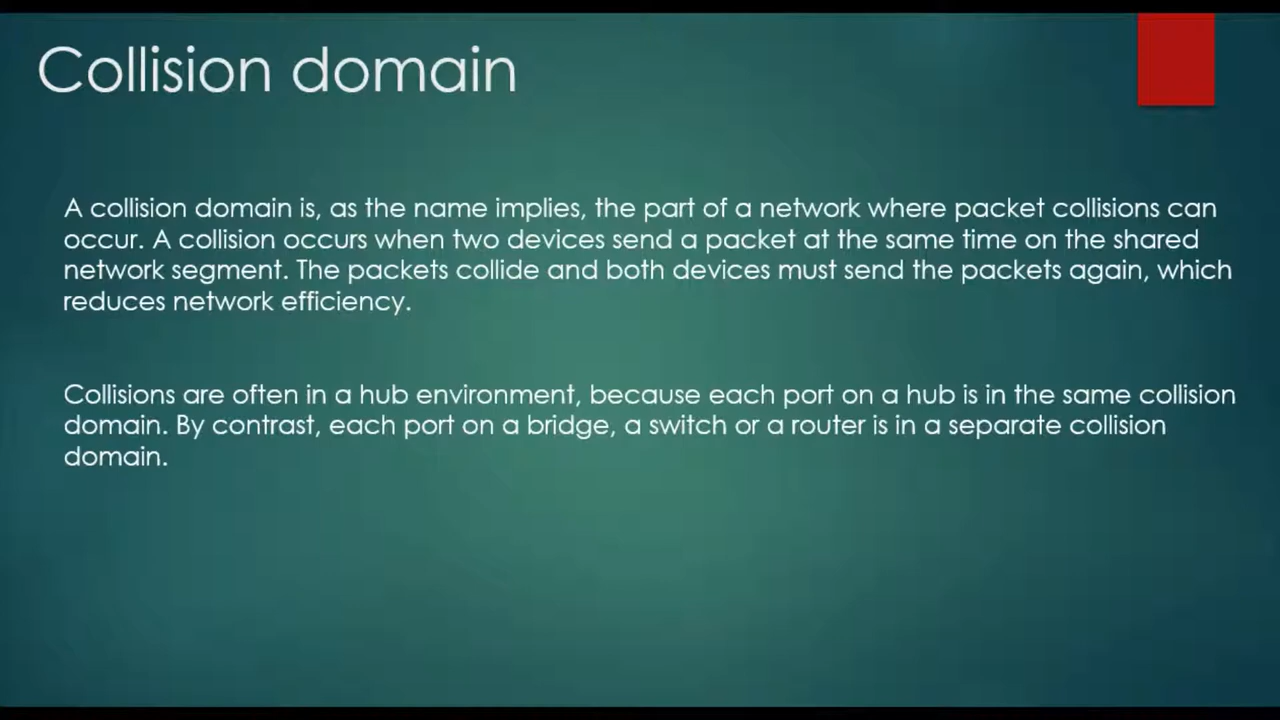 Collision domain
A collision domain is, as the name implies, the part of a network where packet collisions can
occur. A collision occurs when two devices send a packet at the same time on the shared
network segment. The packets collide and both devices must send the packets again, which
reduces network efficiency.
Collisions are often in a hub environment, because each port on a hub is in the same collision
domain. By contrast, each port on a bridge, a switch or a router is in a separate collision
domain.